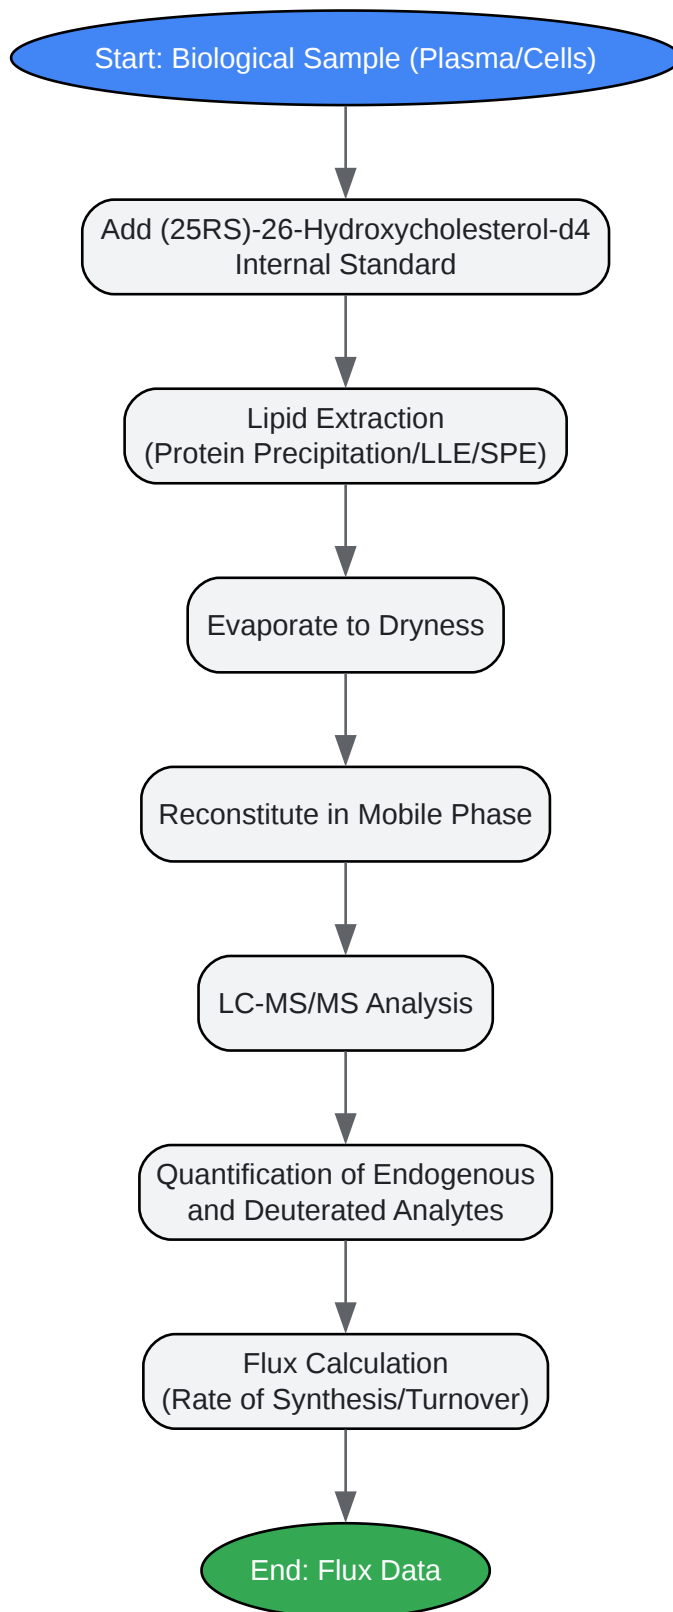 Start: Biological Sample (Plasma/Cells)
Add (25RS)-26-Hydroxycholesterol-d4
Internal Standard
Lipid Extraction
(Protein Precipitation/LLE/SPE)
Evaporate to Dryness
Reconstitute in Mobile Phase
LC-MS/MS Analysis
Quantification of Endogenous
and Deuterated Analytes
Flux Calculation
(Rate of Synthesis/Turnover)
End: Flux Data